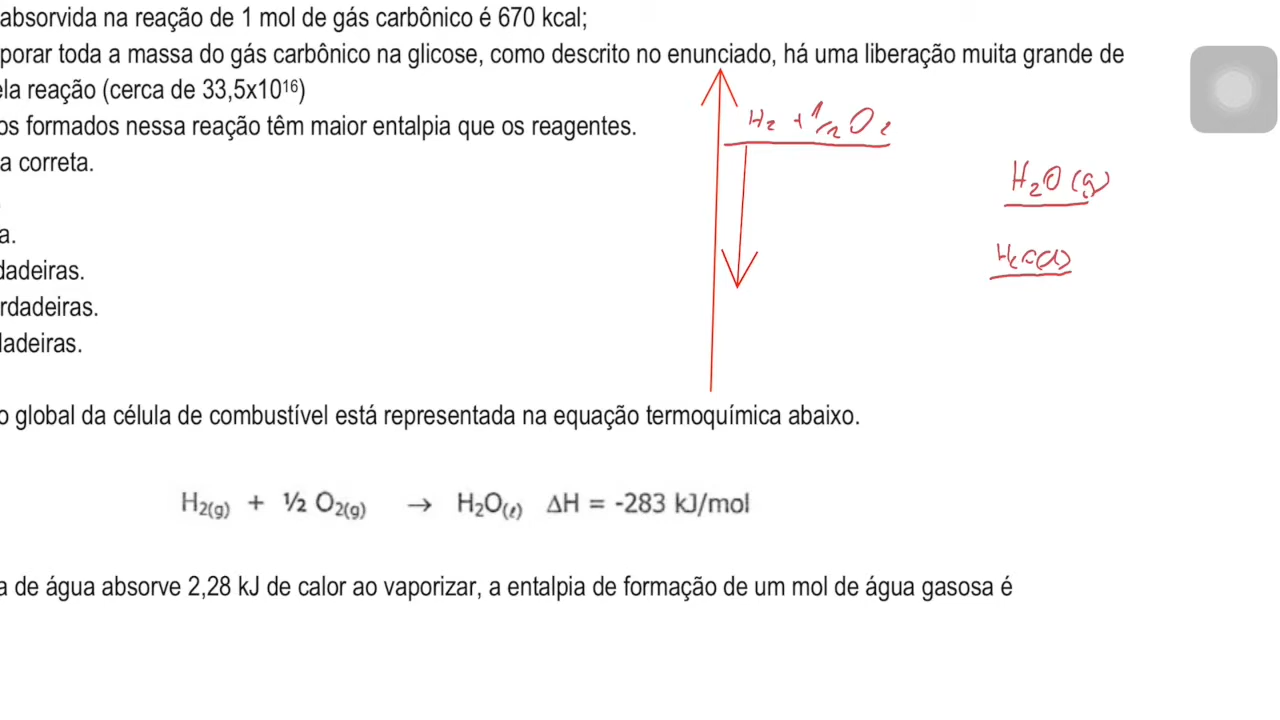 absorvida na reação de 1 mol de gás carbônico é 670 kcal;
porar toda a massa do gás carbônico na glicose, como descrito no enunciado, há uma liberação muita grande de
ela reação (cerca de 33,5x10¹⁶)
os formados nessa reação têm maior entalpia que os reagentes.
H₂ + 1/2 O₂
a correta.
H₂O (g)
a.
H₂O(l)
dadeiras.
rdadeiras.
ladeiras.
o global da célula de combustível está representada na equação termoquímica abaixo.
H₂(g) + ½ O₂(g) → H₂O(ℓ) ΔH = -283 kJ/mol
a de água absorve 2,28 kJ de calor ao vaporizar, a entalpia de formação de um mol de água gasosa é